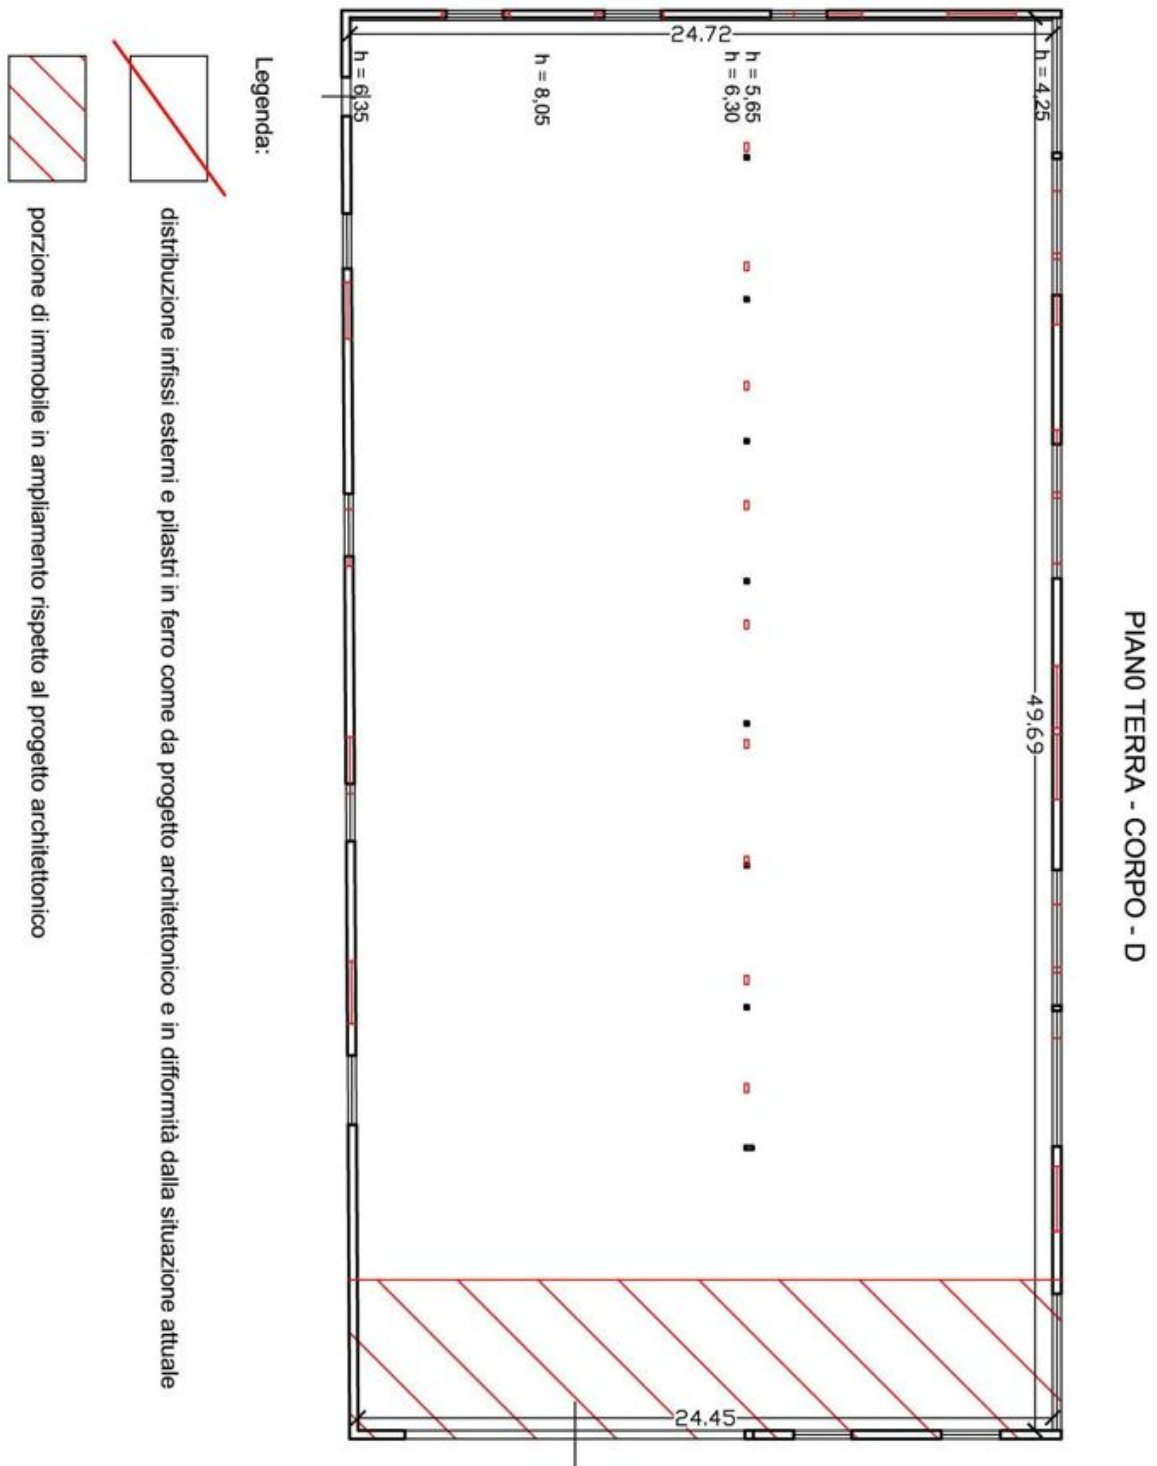 PIAN0 TERRA - CORPO - D
24.72
h = 4,25
h = 5,65
h = 6,30
h = 8,05
h = 6,35
49.69
24.45
Legenda:
distribuzione infissi esterni e pilastri in ferro come da progetto architettonico e in difformità dalla situazione attuale
porzione di immobile in ampliamento rispetto al progetto architettonico